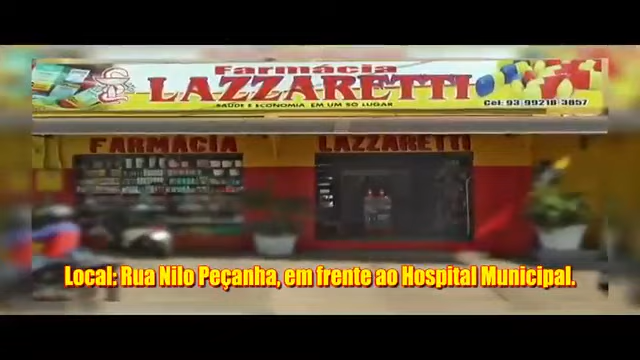 Farmácia
LAZZARETTI
SAÚDE E ECONOMIA EM UM SÓ LUGAR
Cel: 93 99218-3857
FARMÁCIA
LAZZARETTI
Local: Rua Nilo Peçanha, em frente ao Hospital Municipal.